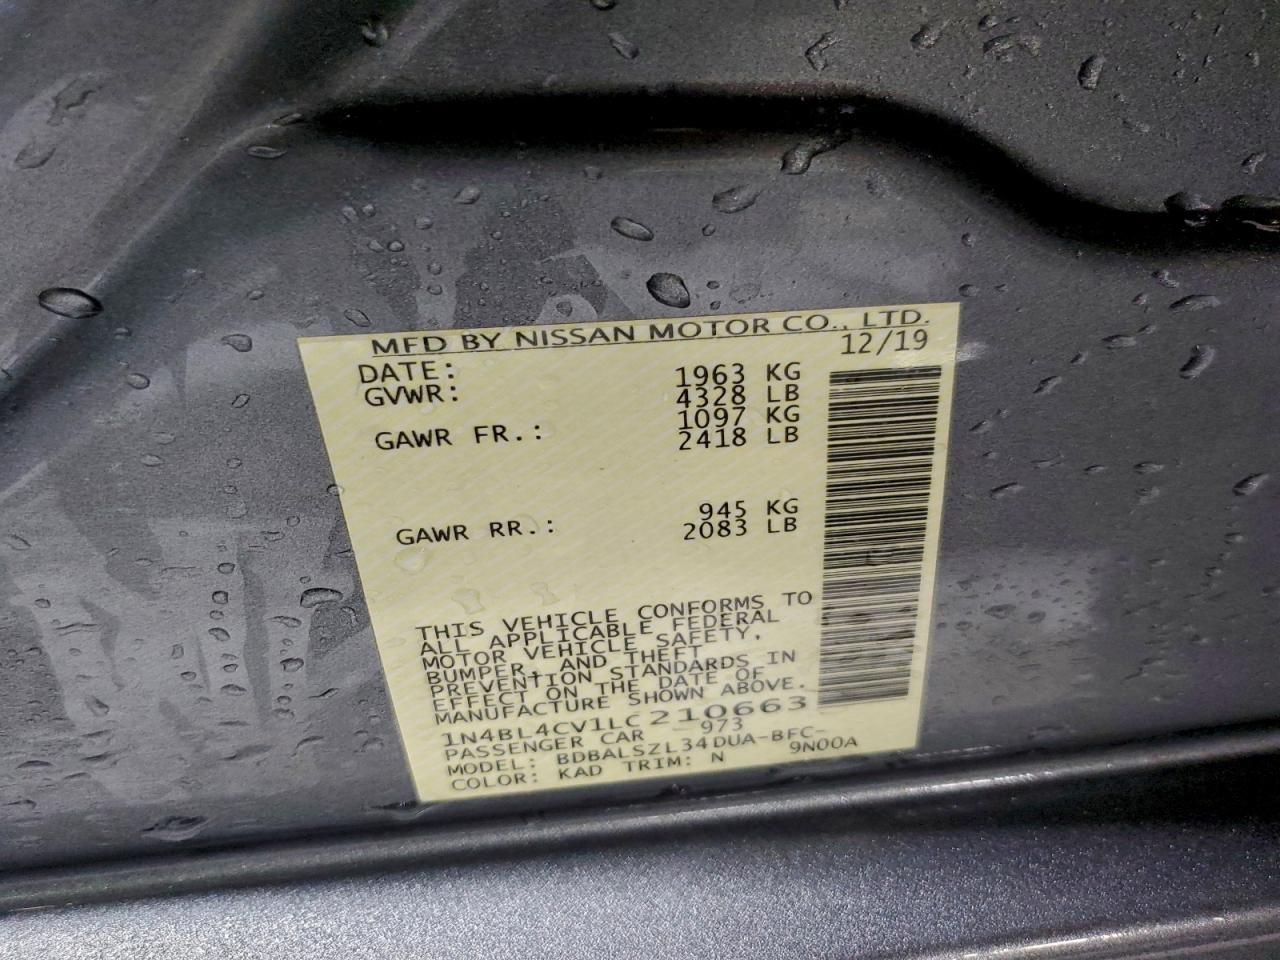 MFD BY NISSAN MOTOR CO., LTD.
DATE: 12/19
GVWR: 1963 KG
4328 LB
GAWR FR.: 1097 KG
2418 LB
GAWR RR.: 945 KG
2083 LB
THIS VEHICLE CONFORMS TO
ALL APPLICABLE FEDERAL
MOTOR VEHICLE SAFETY,
BUMPER, AND THEFT
PREVENTION STANDARDS IN
EFFECT ON THE DATE OF
MANUFACTURE SHOWN ABOVE.
1N4BL4CV1LC210663
PASSENGER CAR 973
MODEL: BDBALSZL34DUA-BFC-
COLOR: KAD TRIM: N 9N00A